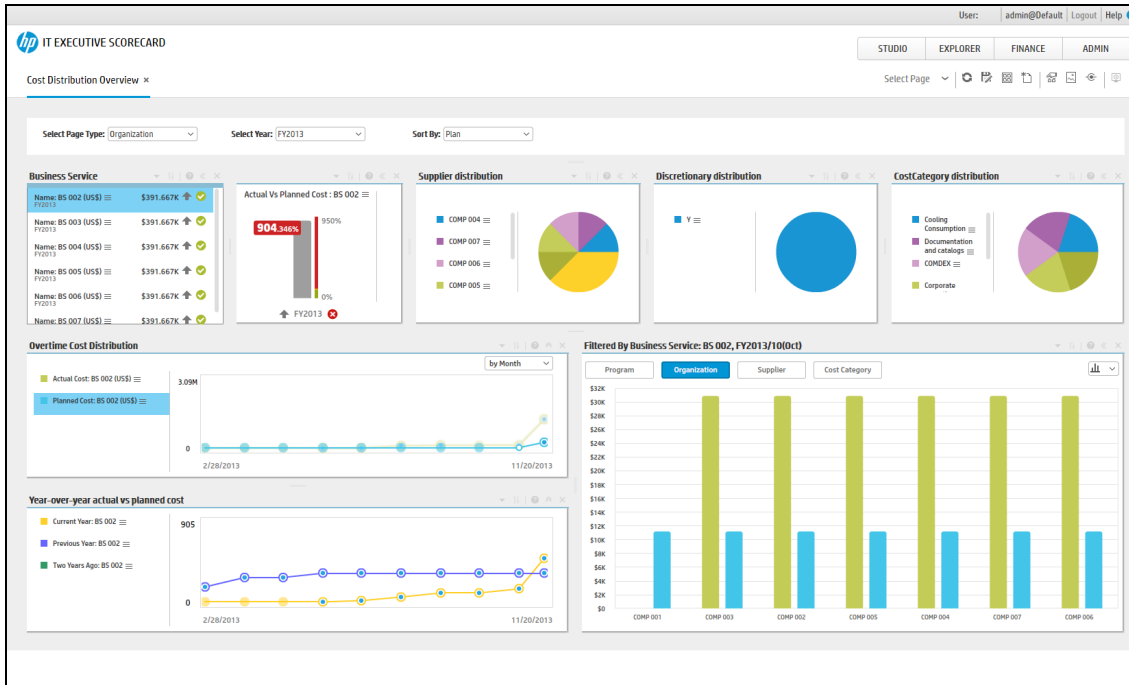 User: admin@Default Logout Help
hp IT EXECUTIVE SCORECARD
STUDIO EXPLORER FINANCE ADMIN
Cost Distribution Overview ×
Select Page
Select Page Type: Organization Select Year: FY2013 Sort By: Plan
Business Service
Name: BS 002 (US$) $391.667K
FY2013
Name: BS 003 (US$) $391.667K
FY2013
Name: BS 004 (US$) $391.667K
FY2013
Name: BS 005 (US$) $391.667K
FY2013
Name: BS 006 (US$) $391.667K
FY2013
Name: BS 007 (US$) $391.667K
Actual Vs Planned Cost : BS 002
904.346%
950%
0%
FY2013
Supplier distribution
COMP 004
COMP 007
COMP 006
COMP 005
Discretionary distribution
Y
CostCategory distribution
Cooling
Consumption
Documentation
and catalogs
COMDEX
Corporate
Overtime Cost Distribution
by Month
Actual Cost: BS 002 (US$)
Planned Cost: BS 002 (US$)
3.09M
0
2/28/2013 11/20/2013
Year-over-year actual vs planned cost
Current Year: BS 002
Previous Year: BS 002
Two Years Ago: BS 002
905
0
2/28/2013 11/20/2013
Filtered By Business Service: BS 002, FY2013/10(Oct)
Program Organization Supplier Cost Category
$32K
$30K
$28K
$26K
$24K
$22K
$20K
$18K
$16K
$14K
$12K
$10K
$8K
$6K
$4K
$2K
$0
COMP 001 COMP 003 COMP 002 COMP 005 COMP 004 COMP 007 COMP 006